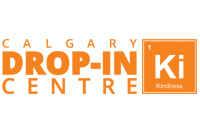 CALGARY
DROP-IN
CENTRE
1
Ki
Kindness.